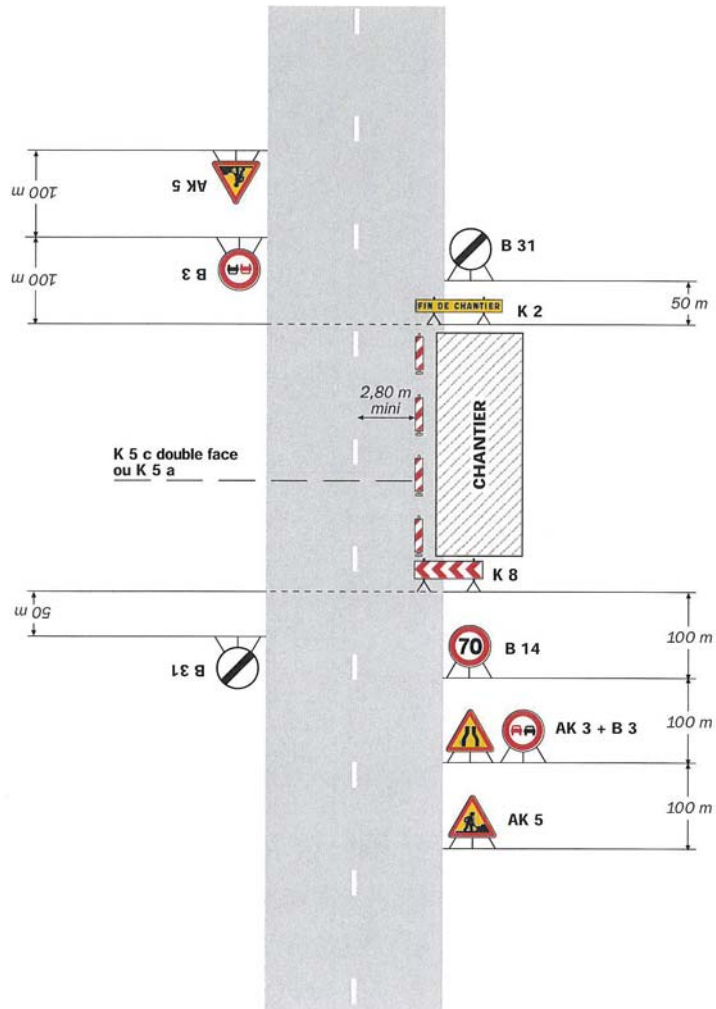 AK 5
100 m
B 3
100 m
B 31
50 m
FIN DE CHANTIER
K 2
2,80 m
mini
CHANTIER
K 5 c double face
ou K 5 a
K 8
50 m
B 31
70
B 14
100 m
AK 3 + B 3
100 m
AK 5
100 m